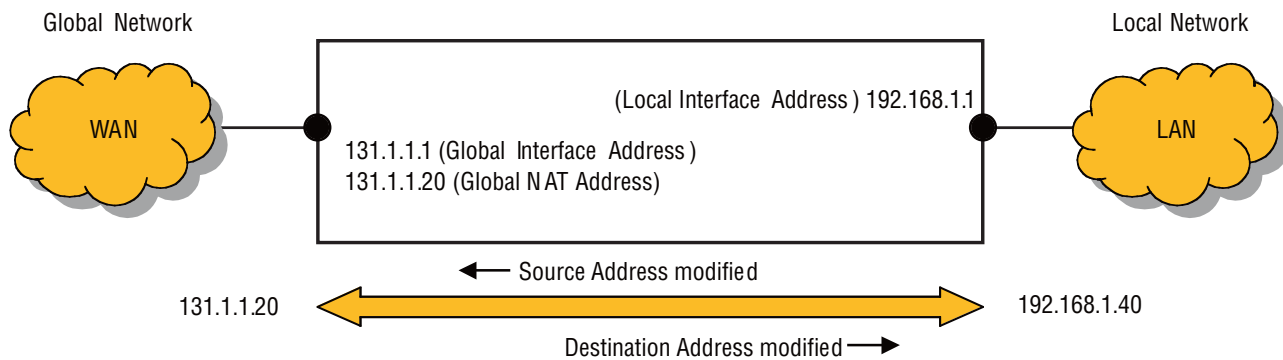 Global Network
Local Network
(Local Interface Address) 192.168.1.1
WAN
LAN
131.1.1.1 (Global Interface Address)
131.1.1.20 (Global NAT Address)
Source Address modified
131.1.1.20
192.168.1.40
Destination Address modified